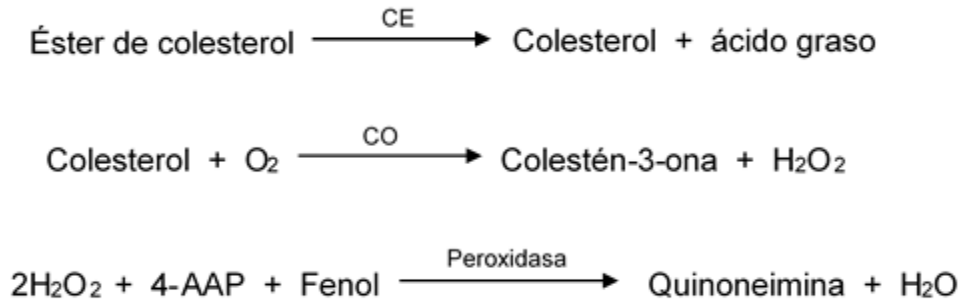 CE
Éster de colesterol Colesterol + ácido graso
CO
Colesterol + O₂ Colestén-3-ona + H₂O₂
Peroxidasa
2H₂O₂ + 4-AAP + Fenol Quinoneimina + H₂O